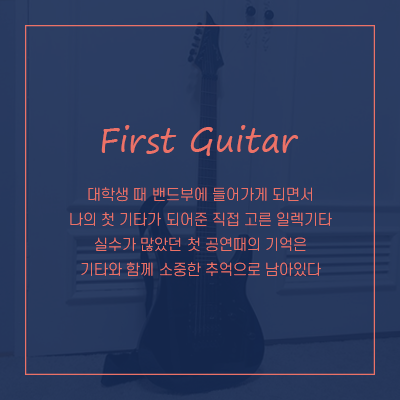 First Guitar
대학생 때 밴드부에 들어가게 되면서
나의 첫 기타가 되어준 직접 고른 일렉기타
실수가 많았던 첫 공연때의 기억은
기타와 함께 소중한 추억으로 남아있다